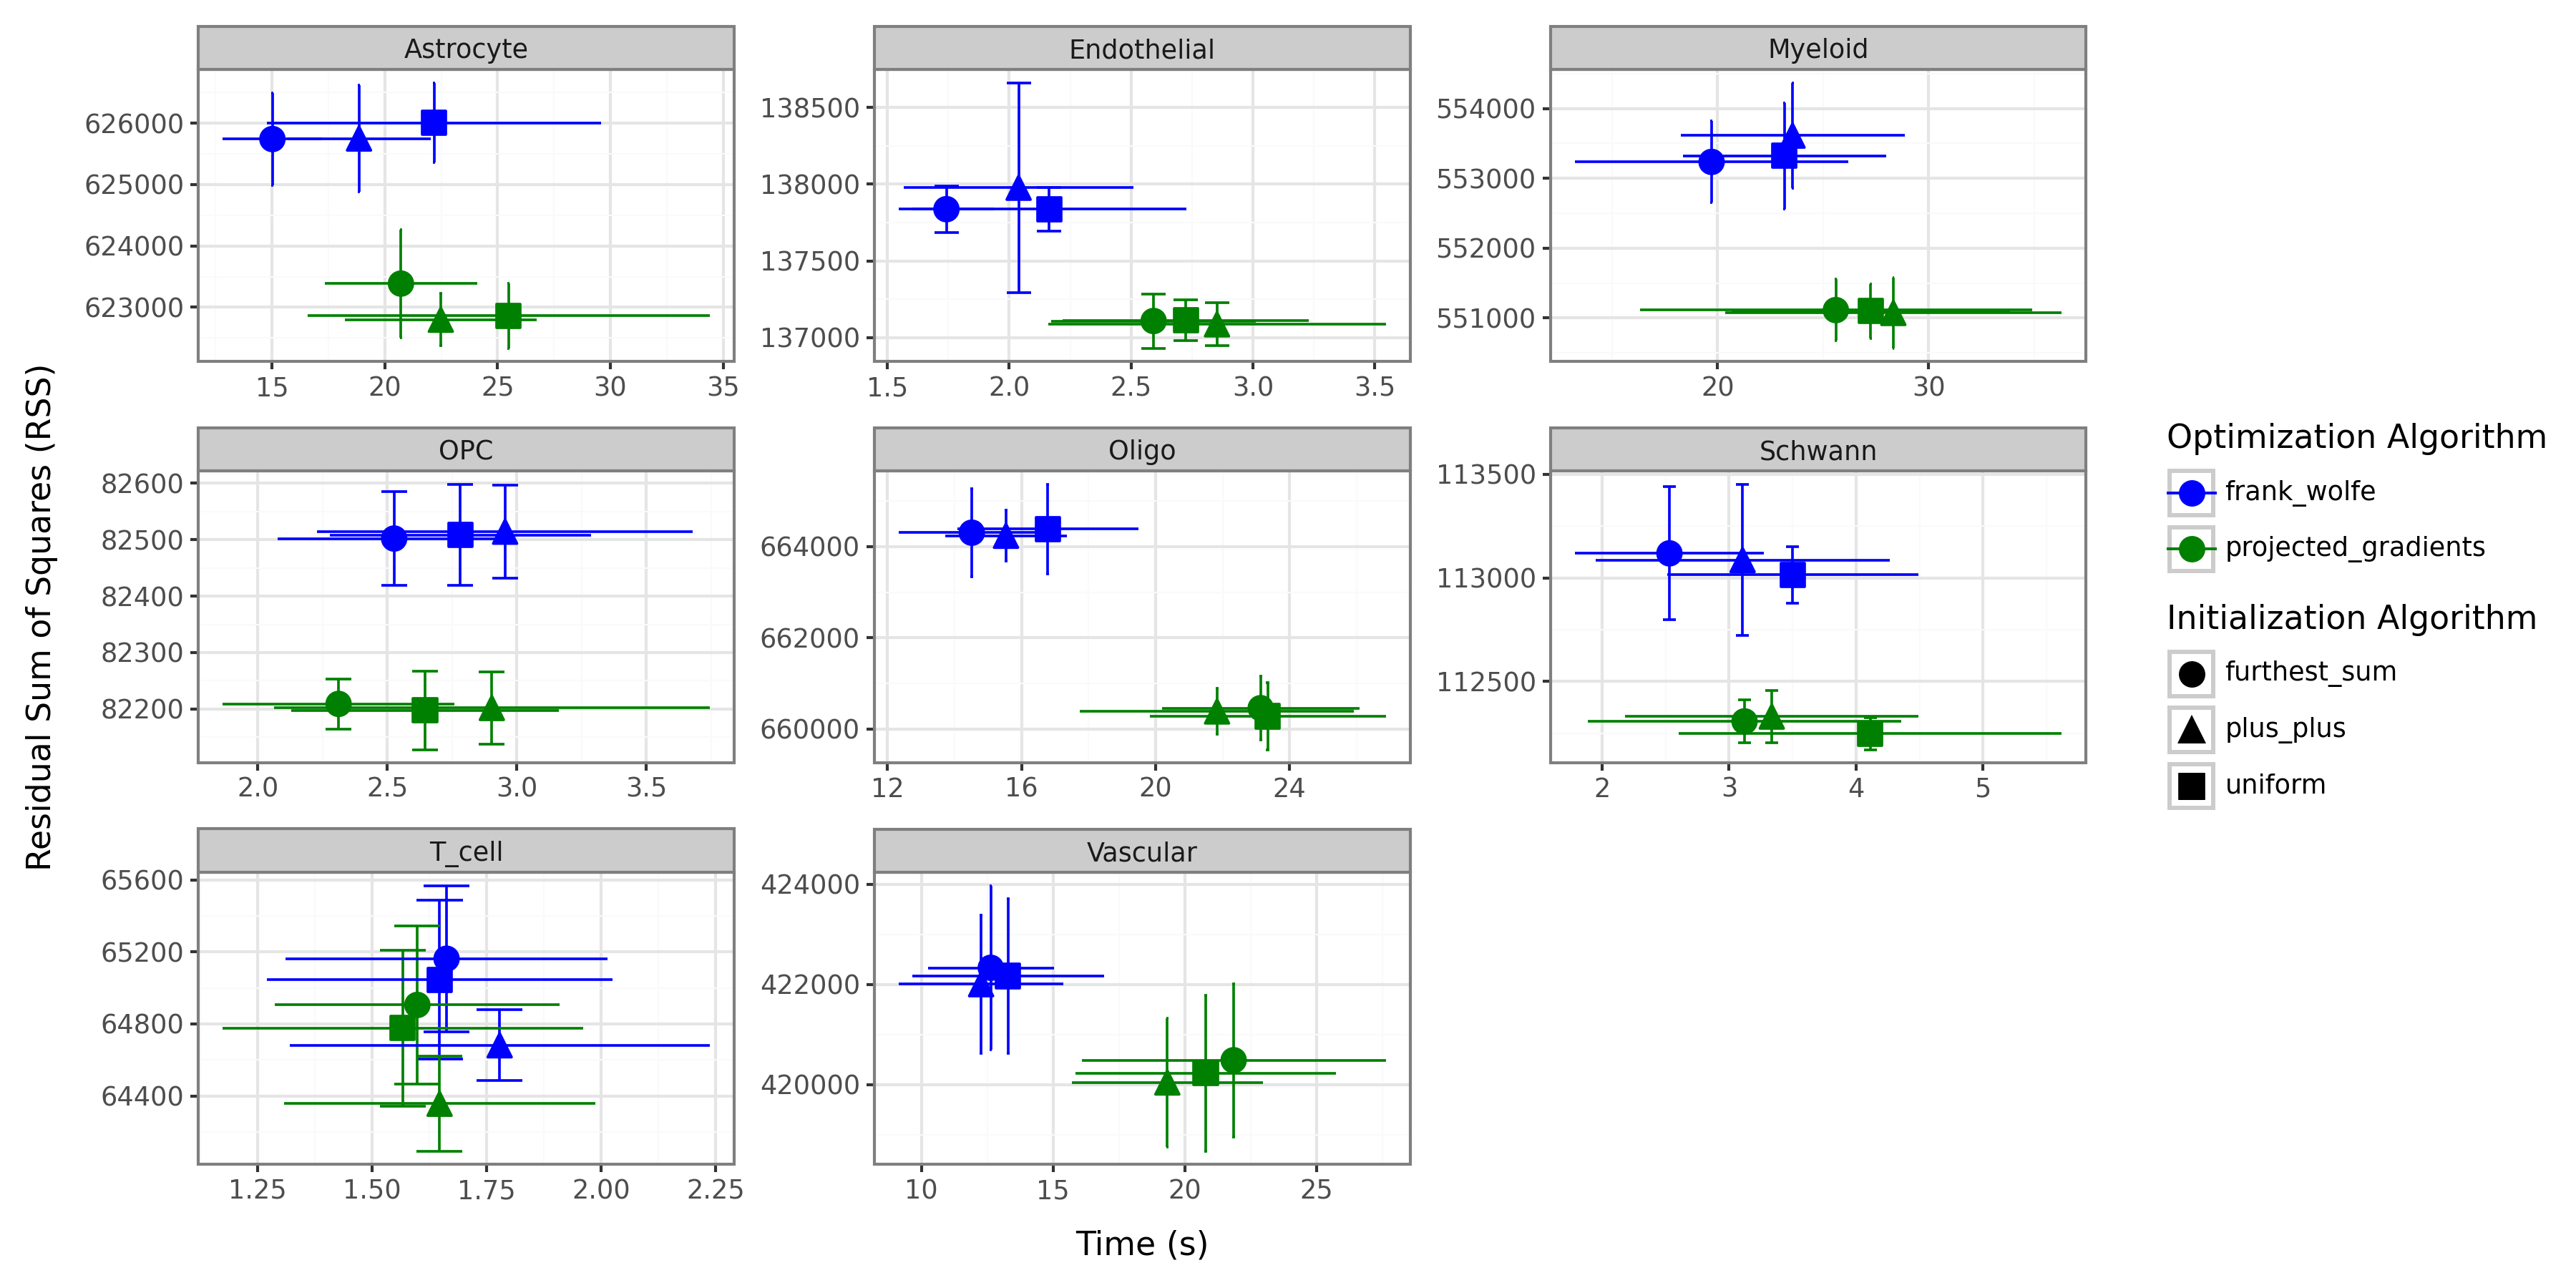 Astrocyte
Endothelial
Myeloid
626000
625000
624000
623000
15 20 25 30 35
138500
138000
137500
137000
1.5 2.0 2.5 3.0 3.5
554000
553000
552000
551000
20 30
OPC
Oligo
Schwann
82600
82500
82400
82300
82200
2.0 2.5 3.0 3.5
664000
662000
660000
12 16 20 24
113500
113000
112500
2 3 4 5
T_cell
Vascular
65600
65200
64800
64400
1.25 1.50 1.75 2.00 2.25
424000
422000
420000
10 15 20 25
Residual Sum of Squares (RSS)
Time (s)
Optimization Algorithm
frank_wolfe
projected_gradients
Initialization Algorithm
furthest_sum
plus_plus
uniform